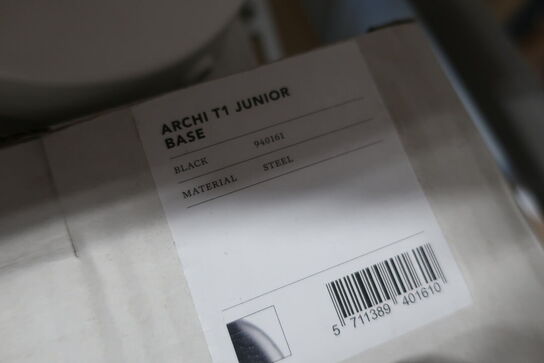 ARCHI T1 JUNIOR
BASE
BLACK 940161
MATERIAL STEEL
5 711389 401610